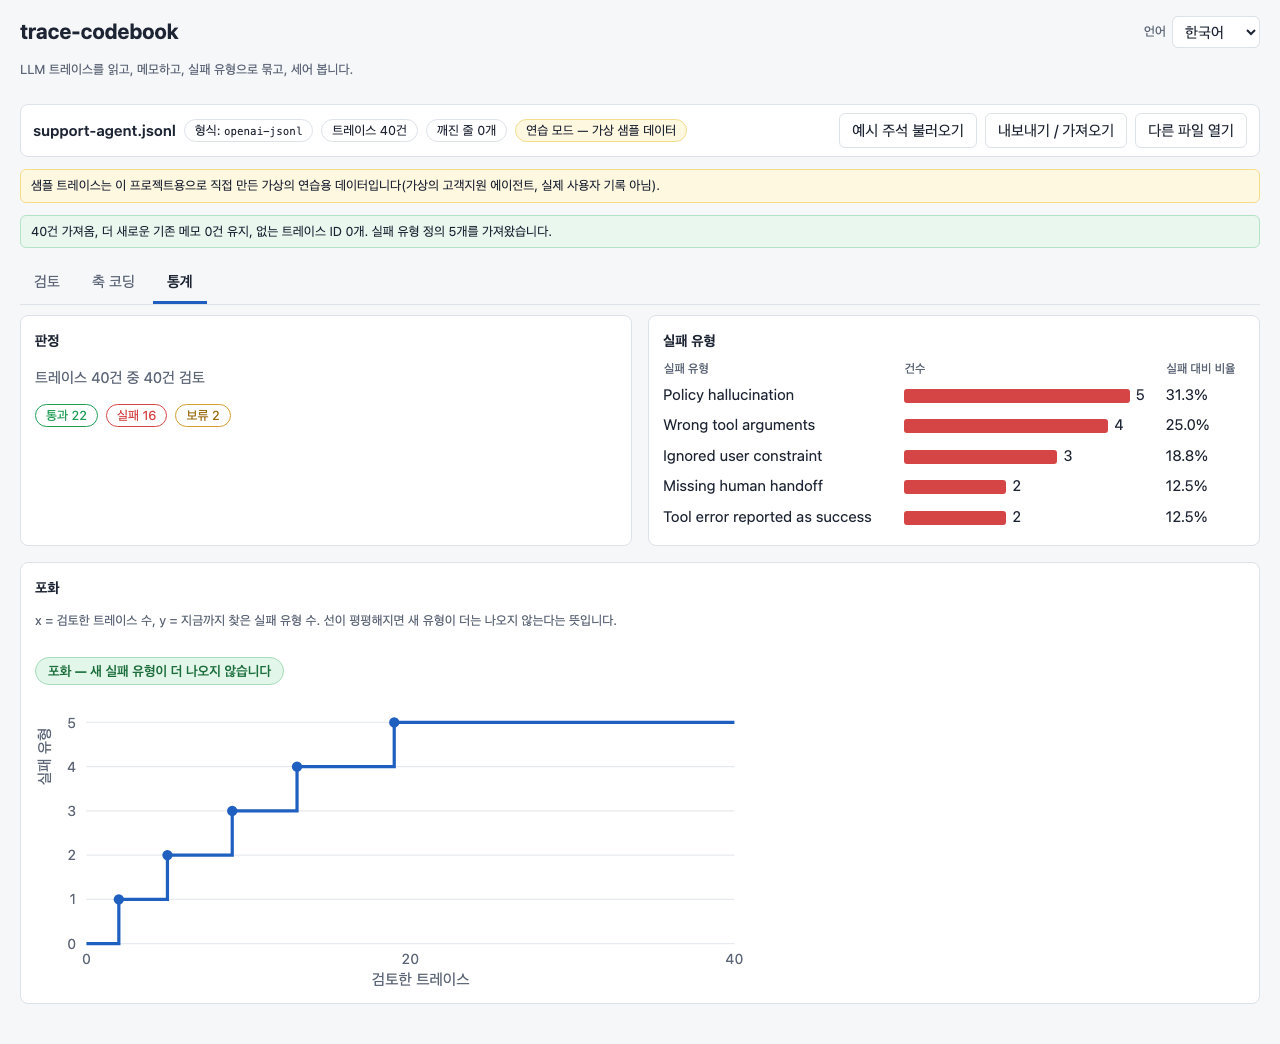 trace-codebook
언어
한국어
LLM 트레이스를 읽고, 메모하고, 실패 유형으로 묶고, 세어 봅니다.
support-agent.jsonl
형식: openai-jsonl
트레이스 40건
깨진 줄 0개
연습 모드 — 가상 샘플 데이터
예시 주석 불러오기
내보내기 / 가져오기
다른 파일 열기
샘플 트레이스는 이 프로젝트용으로 직접 만든 가상의 연습용 데이터입니다(가상의 고객지원 에이전트, 실제 사용자 기록 아님).
40건 가져옴, 더 새로운 기존 메모 0건 유지, 없는 트레이스 ID 0개. 실패 유형 정의 5개를 가져왔습니다.
검토
축 코딩
통계
판정
트레이스 40건 중 40건 검토
통과 22
실패 16
보류 2
실패 유형
실패 유형 건수 실패 대비 비율
Policy hallucination 5 31.3%
Wrong tool arguments 4 25.0%
Ignored user constraint 3 18.8%
Missing human handoff 2 12.5%
Tool error reported as success 2 12.5%
포화
x = 검토한 트레이스 수, y = 지금까지 찾은 실패 유형 수. 선이 평평해지면 새 유형이 더는 나오지 않는다는 뜻입니다.
포화 — 새 실패 유형이 더 나오지 않습니다
실패 유형
5
4
3
2
1
0
0 20 40
검토한 트레이스